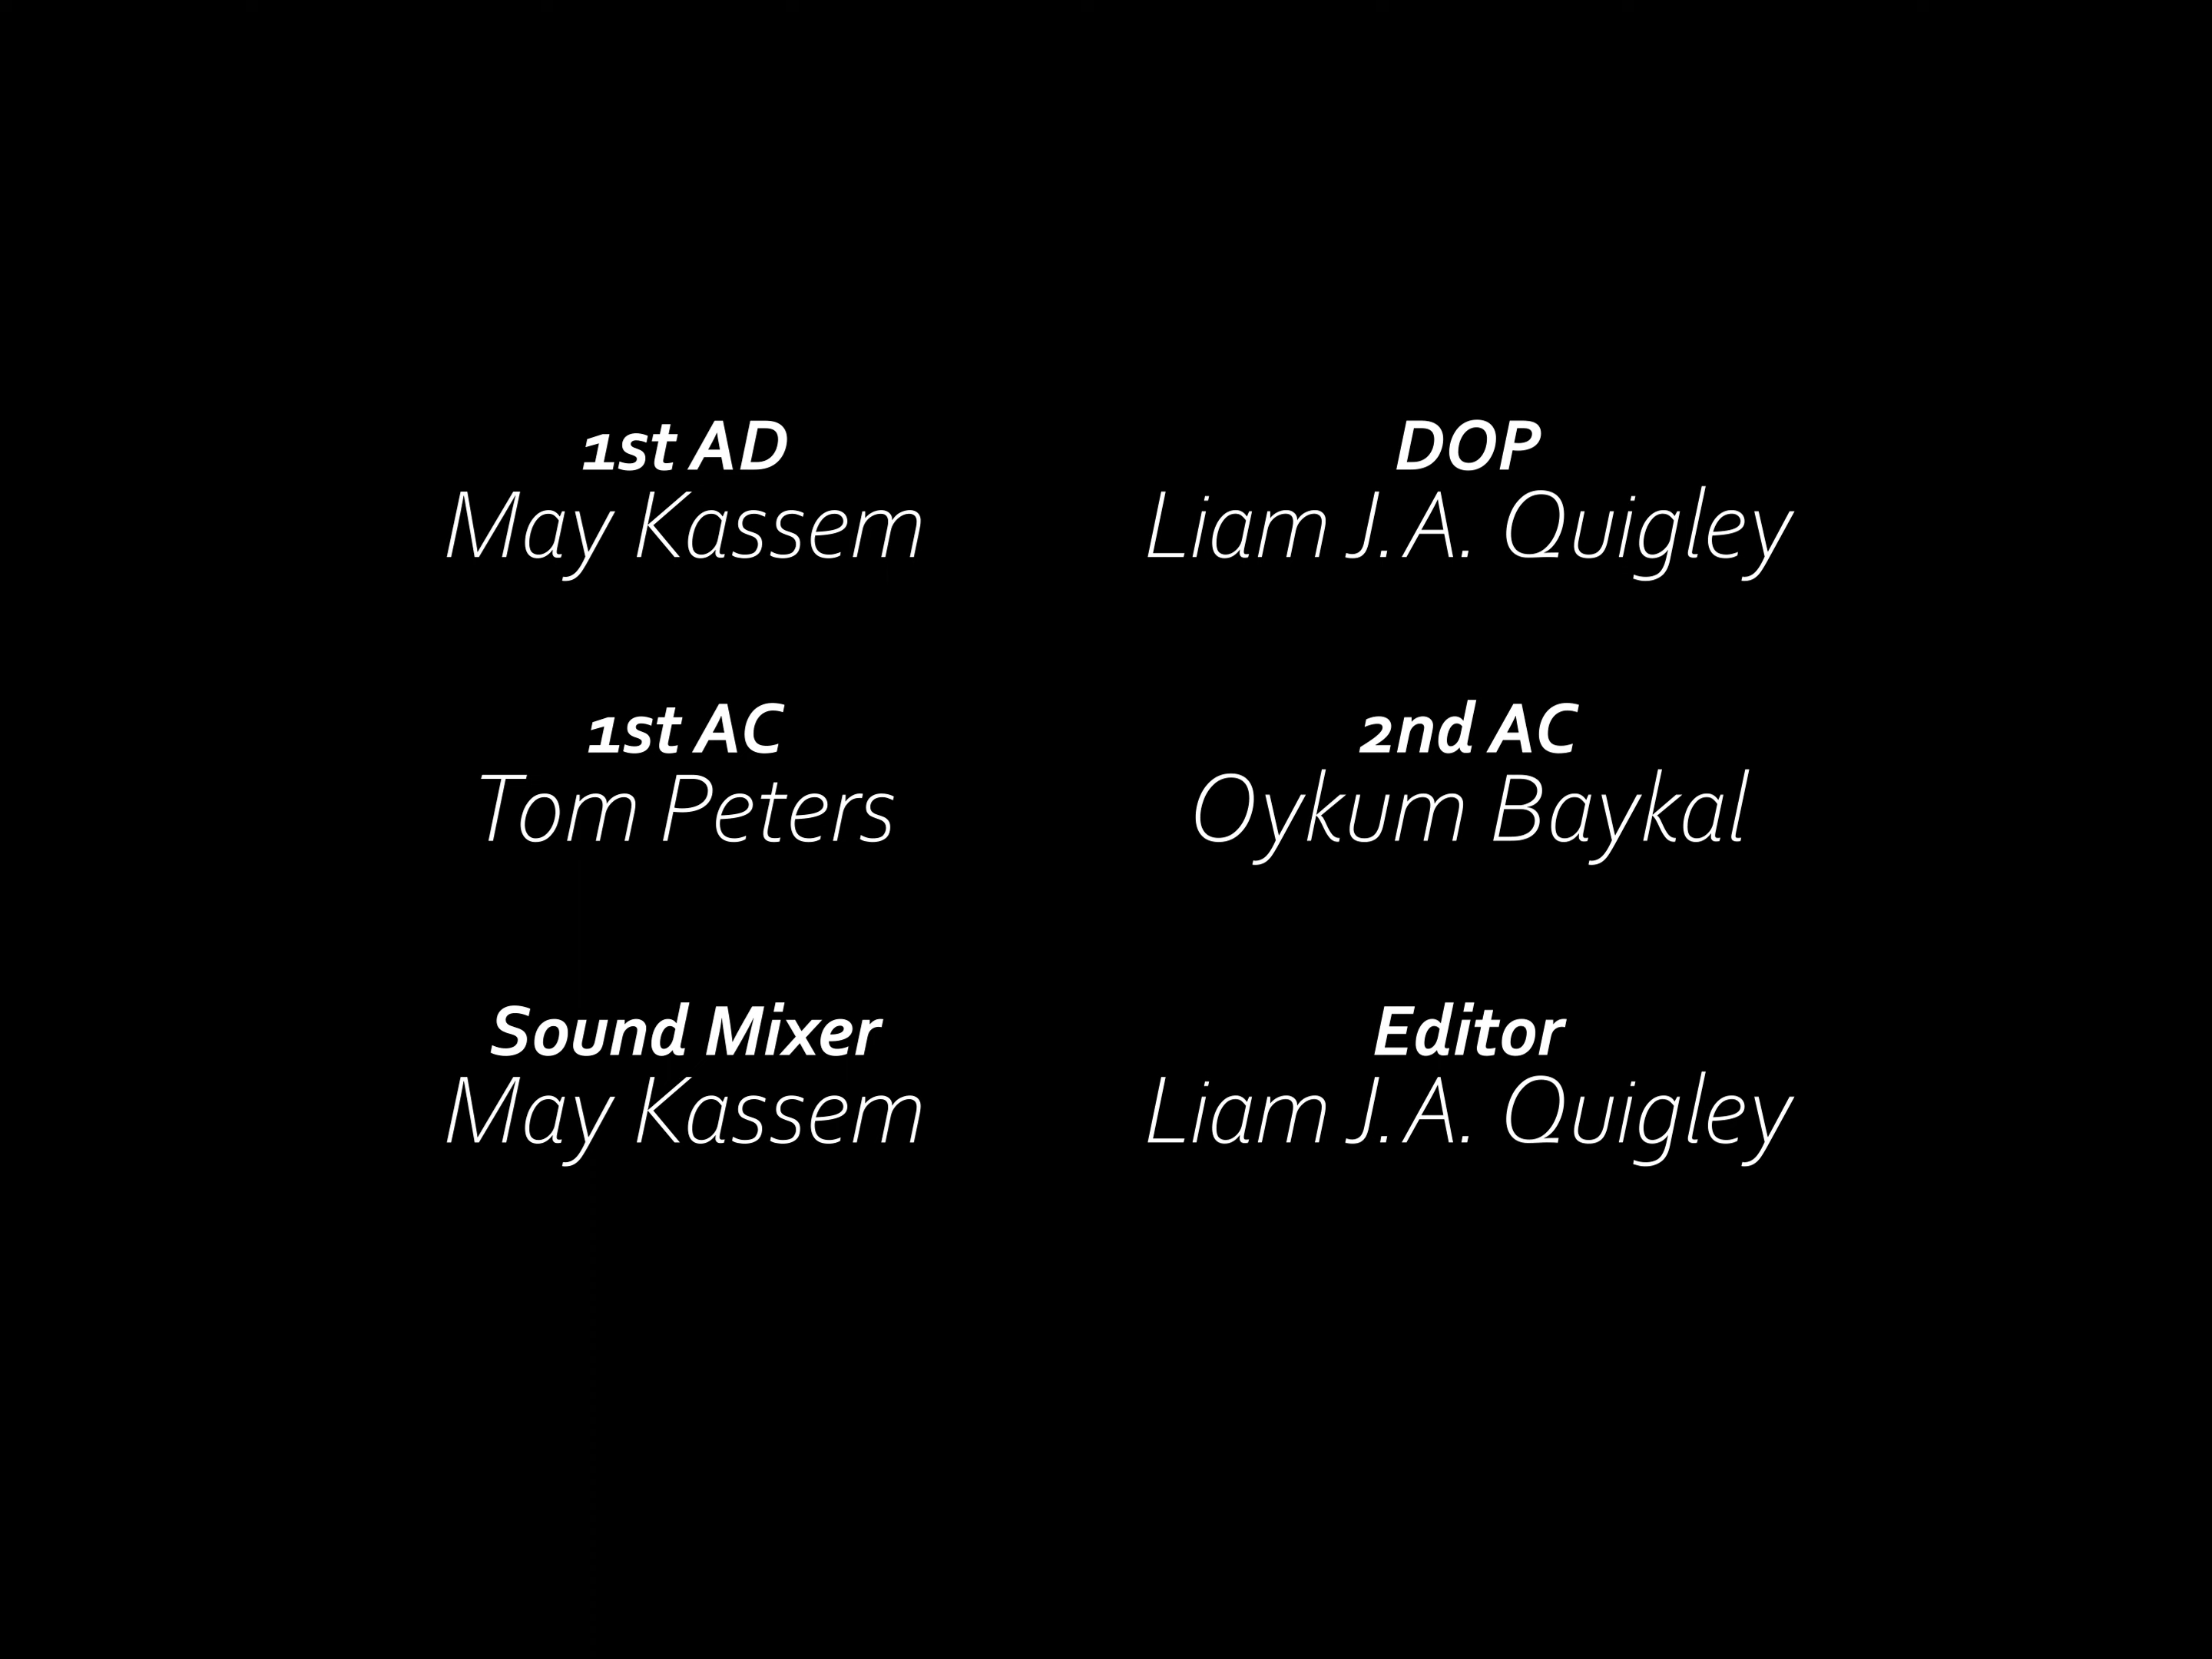 1st AD
May Kassem
DOP
Liam J.A. Quigley
1st AC
Tom Peters
2nd AC
Oykum Baykal
Sound Mixer
May Kassem
Editor
Liam J.A. Quigley